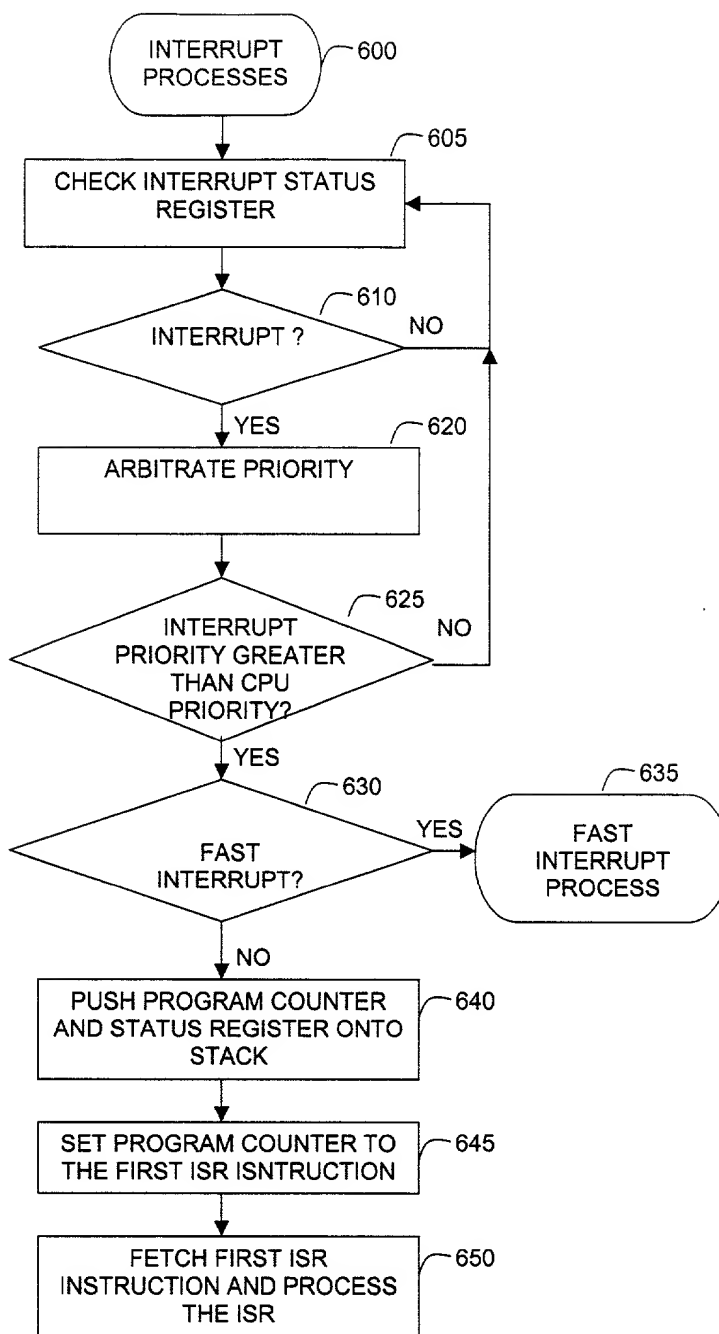 INTERRUPT
PROCESSES
600
605
CHECK INTERRUPT STATUS
REGISTER
610
INTERRUPT ?
NO
YES
620
ARBITRATE PRIORITY
625
INTERRUPT
PRIORITY GREATER
THAN CPU
PRIORITY?
NO
YES
630
FAST
INTERRUPT?
YES
635
FAST
INTERRUPT
PROCESS
NO
PUSH PROGRAM COUNTER
AND STATUS REGISTER ONTO
STACK
640
SET PROGRAM COUNTER TO
THE FIRST ISR ISNTRUCTION
645
FETCH FIRST ISR
INSTRUCTION AND PROCESS
THE ISR
650